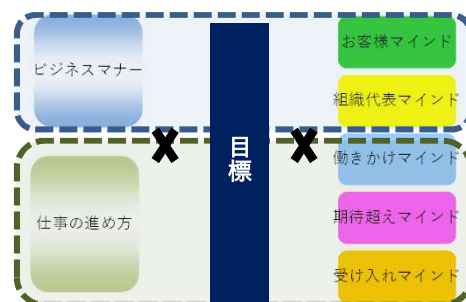 ビジネスマナー
仕事の進め方
目標
お客様マインド
組織代表マインド
働きかけマインド
期待超えマインド
受け入れマインド